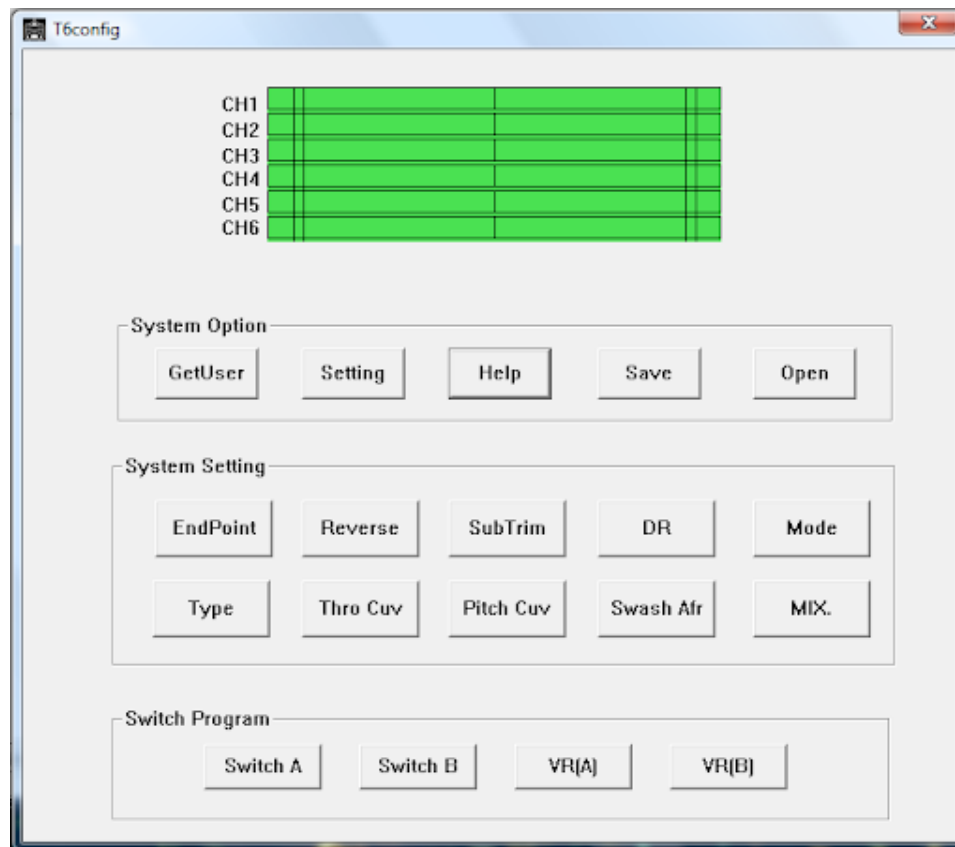 T6config
CH1
CH2
CH3
CH4
CH5
CH6
System Option
GetUser Setting Help Save Open
System Setting
EndPoint Reverse SubTrim DR Mode
Type Thro Cuv Pitch Cuv Swash Afr MIX.
Switch Program
Switch A Switch B VR(A) VR(B)